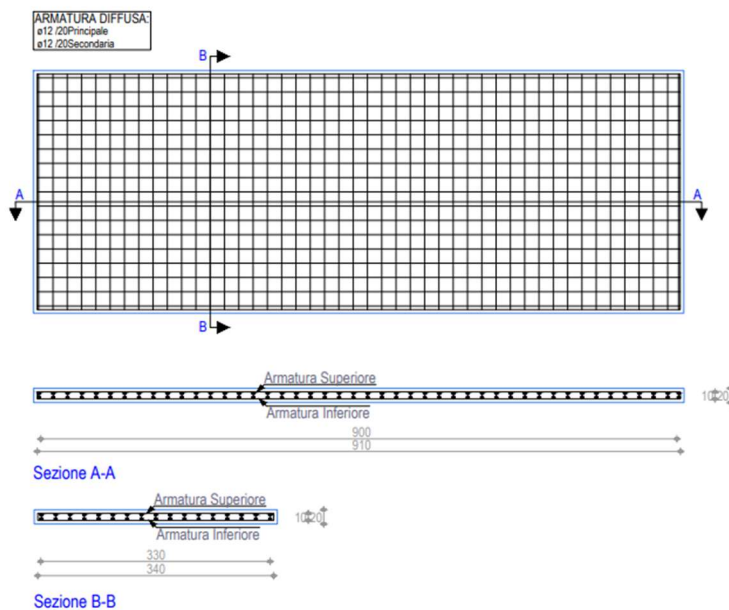 ARMATURA DIFFUSA:
ø12 /20Principale
ø12 /20Secondaria
B
A
A
B
Armatura Superiore
Armatura Inferiore
10
20
900
910
Sezione A-A
Armatura Superiore
Armatura Inferiore
10
20
330
340
Sezione B-B